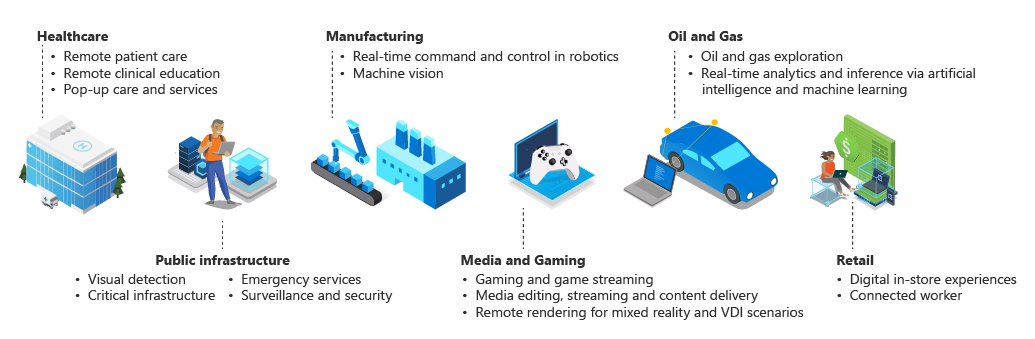 Healthcare
• Remote patient care
• Remote clinical education
• Pop-up care and services
Manufacturing
• Real-time command and control in robotics
• Machine vision
Oil and Gas
• Oil and gas exploration
• Real-time analytics and inference via artificial
intelligence and machine learning
H
$
Public infrastructure
• Visual detection
• Critical infrastructure
• Emergency services
• Surveillance and security
Media and Gaming
• Gaming and game streaming
• Media editing, streaming and content delivery
• Remote rendering for mixed reality and VDI scenarios
Retail
• Digital in-store experiences
• Connected worker